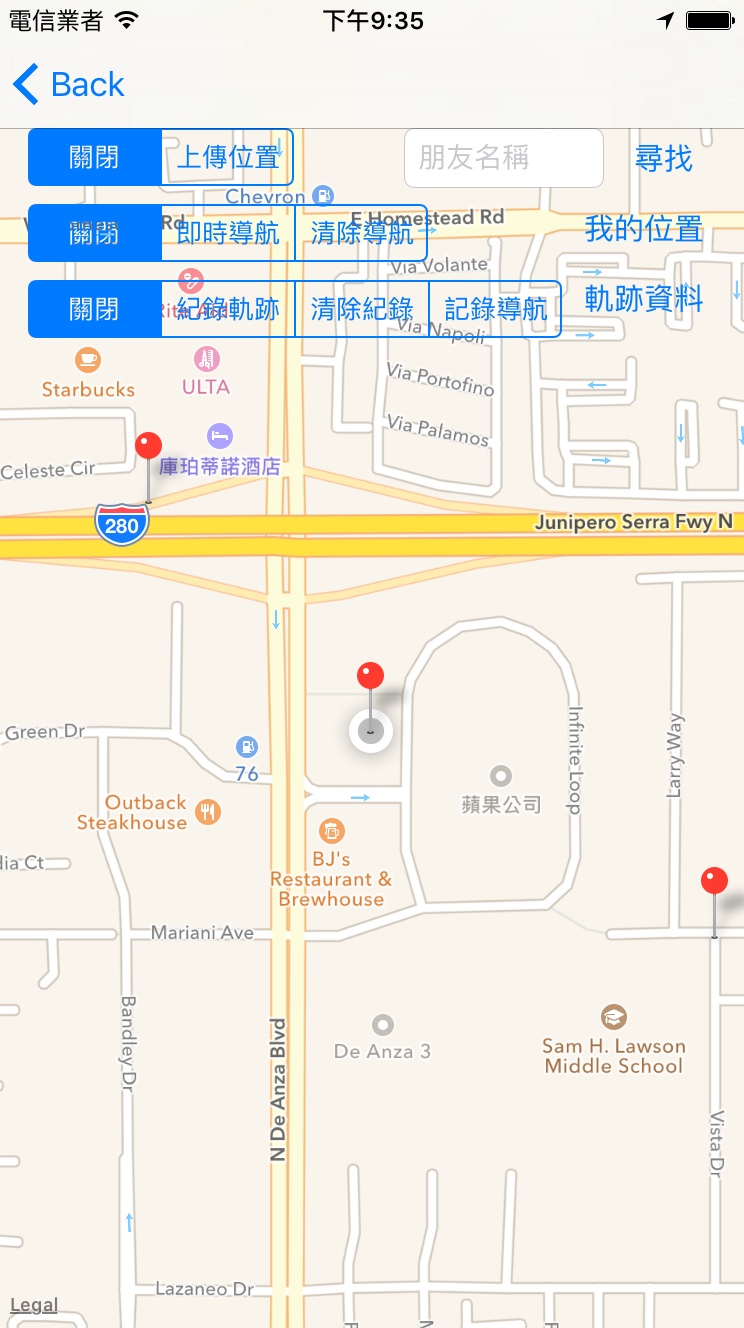 電信業者 下午9:35
Back
關閉 上傳位置 朋友名稱 尋找
Chevron
E Homestead Rd
Rd
關閉 即時導航 清除導航 我的位置
Via Volante
關閉 紀錄軌跡 清除紀錄 記錄導航 軌跡資料
Via Napoli
Starbucks
ULTA
Via Portofino
Via Palamos
庫珀蒂諾酒店
Celeste Cir
280
Junipero Serra Fwy N
Green Dr
Infinite Loop
Larry Way
76
Outback
Steakhouse
蘋果公司
BJ's
Restaurant &
Brewhouse
dia Ct
Mariani Ave
Bandley Dr
N De Anza Blvd
De Anza 3
Sam H. Lawson
Middle School
Vista Dr
Lazaneo Dr
Legal